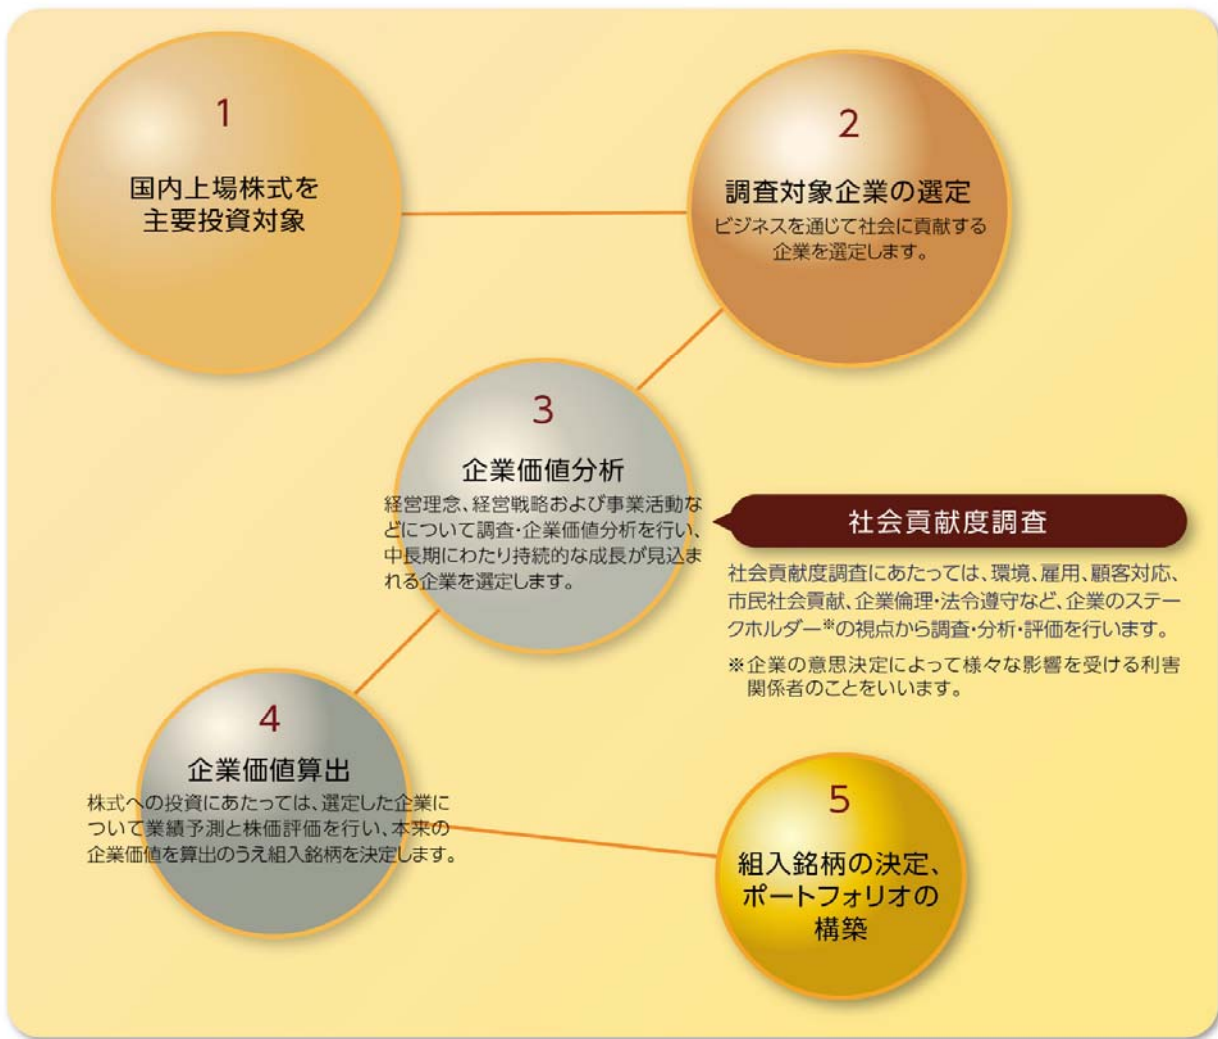 1
国内上場株式を
主要投資対象
2
調査対象企業の選定
ビジネスを通じて社会に貢献する
企業を選定します。
3
企業価値分析
経営理念、経営戦略および事業活動な
どについて調査・企業価値分析を行い、
中長期にわたり持続的な成長が見込ま
れる企業を選定します。
社会貢献度調査
社会貢献度調査にあたっては、環境、雇用、顧客対応、
市民社会貢献、企業倫理・法令遵守など、企業のステー
クホルダー※の視点から調査・分析・評価を行います。
※企業の意思決定によって様々な影響を受ける利害
関係者のことをいいます。
4
企業価値算出
株式への投資にあたっては、選定した企業に
ついて業績予測と株価評価を行い、本来の
企業価値を算出のうえ組入銘柄を決定します。
5
組入銘柄の決定、
ポートフォリオの
構築